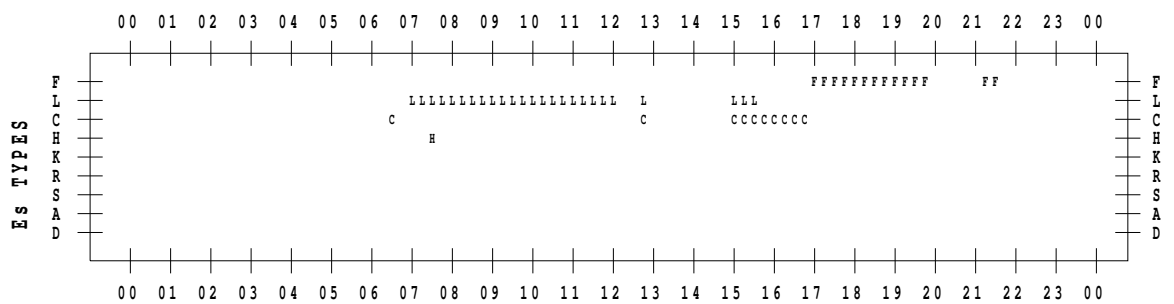 00 01 02 03 04 05 06 07 08 09 10 11 12 13 14 15 16 17 18 19 20 21 22 23 00
Es TYPES
F FFFFFFFFFFFF FF F
L LLLLLLLLLLLLLLLLLLLLL L LLL L
C C C CCCCCCCC C
H H H
K K
R R
S S
A A
D D
00 01 02 03 04 05 06 07 08 09 10 11 12 13 14 15 16 17 18 19 20 21 22 23 00